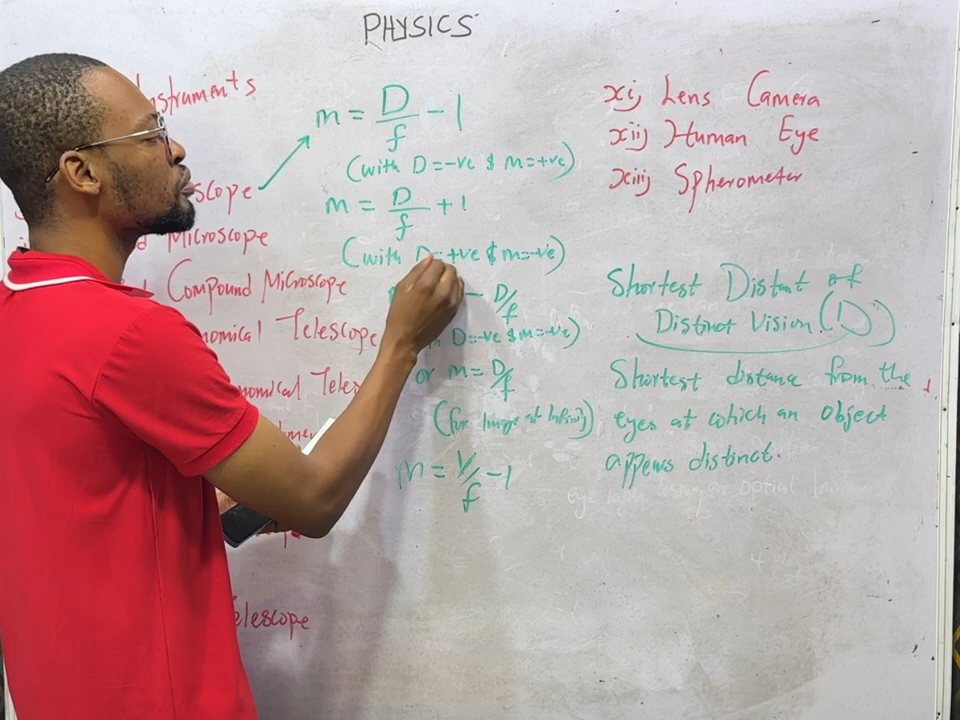 PHYSICS
Instruments
scope
Microscope
Compound Microscope
nomical Telescope
nomical Teles
Telescope
m = D/f - 1
(with D=-ve & m=+ve)
m = D/f + 1
(with D=+ve & m=-ve)
- D/f
D=-ve & m=-ve)
or m = D/f
(for Image at Infinity)
m = V/f - 1
xi) Lens Camera
xii) Human Eye
xiii) Spherometer
Shortest Distant of
Distinct Vision (D)
Shortest distance from the
eyes at which an object
appears distinct.